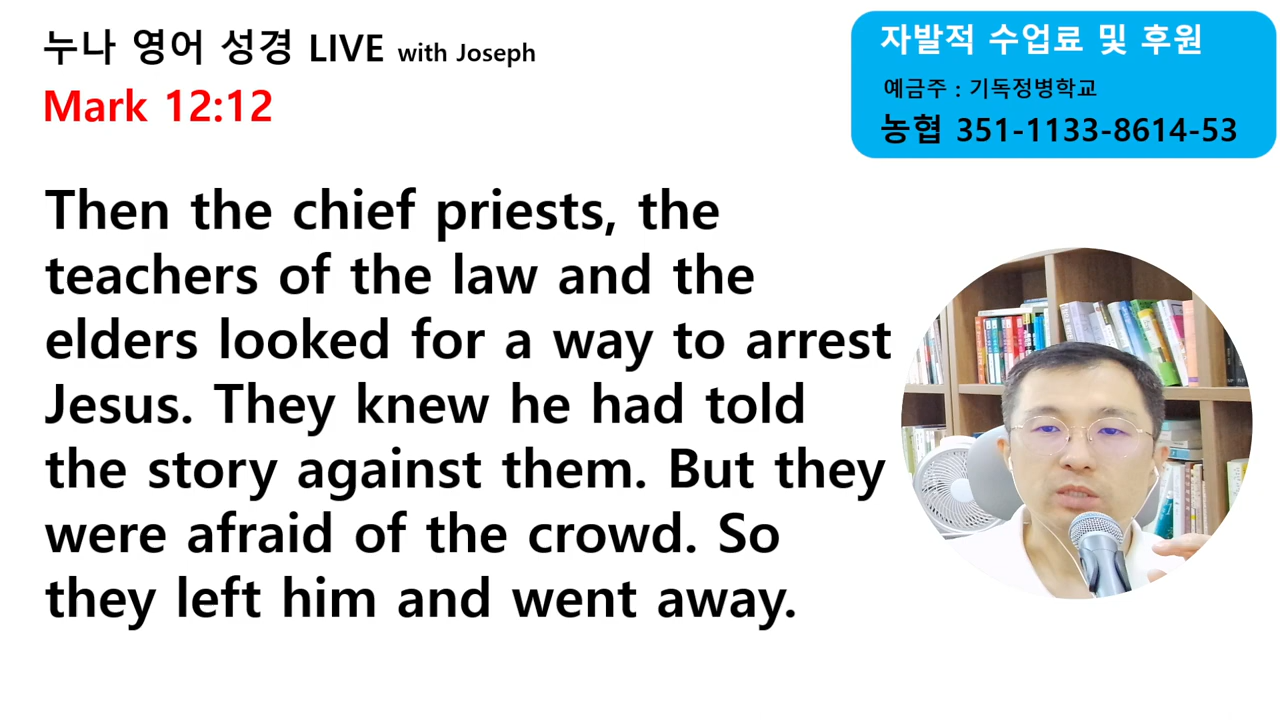 누나 영어 성경 LIVE with Joseph
Mark 12:12
자발적 수업료 및 후원
예금주 : 기독정병학교
농협 351-1133-8614-53
Then the chief priests, the
teachers of the law and the
elders looked for a way to arrest
Jesus. They knew he had told
the story against them. But they
were afraid of the crowd. So
they left him and went away.